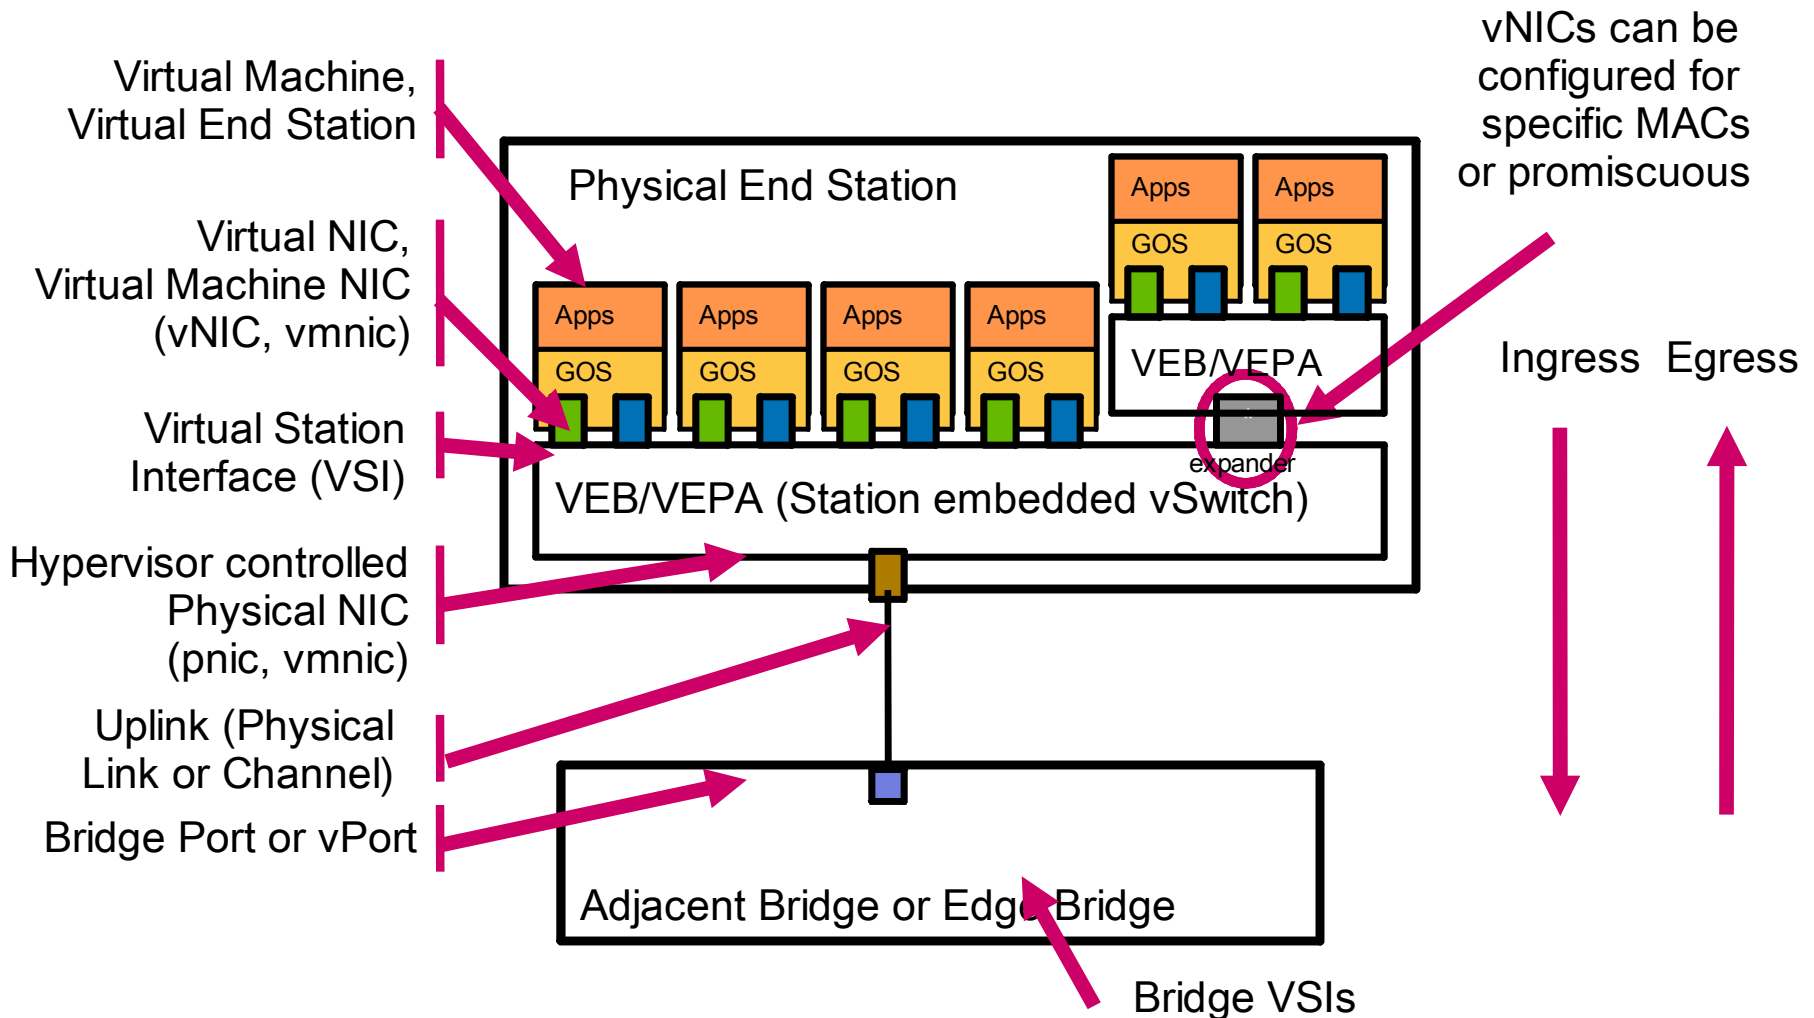 vNICs can be
configured for
specific MACs
or promiscuous
Virtual Machine,
Virtual End Station
Physical End Station
Apps
Apps
GOS
GOS
Virtual NIC,
Virtual Machine NIC
(vNIC, vmnic)
Apps
Apps
Apps
Apps
GOS
GOS
GOS
GOS
VEB/VEPA
Ingress
Egress
Virtual Station
Interface (VSI)
expander
VEB/VEPA (Station embedded vSwitch)
Hypervisor controlled
Physical NIC
(pnic, vmnic)
Uplink (Physical
Link or Channel)
Bridge Port or vPort
Adjacent Bridge or Edge Bridge
Bridge VSIs